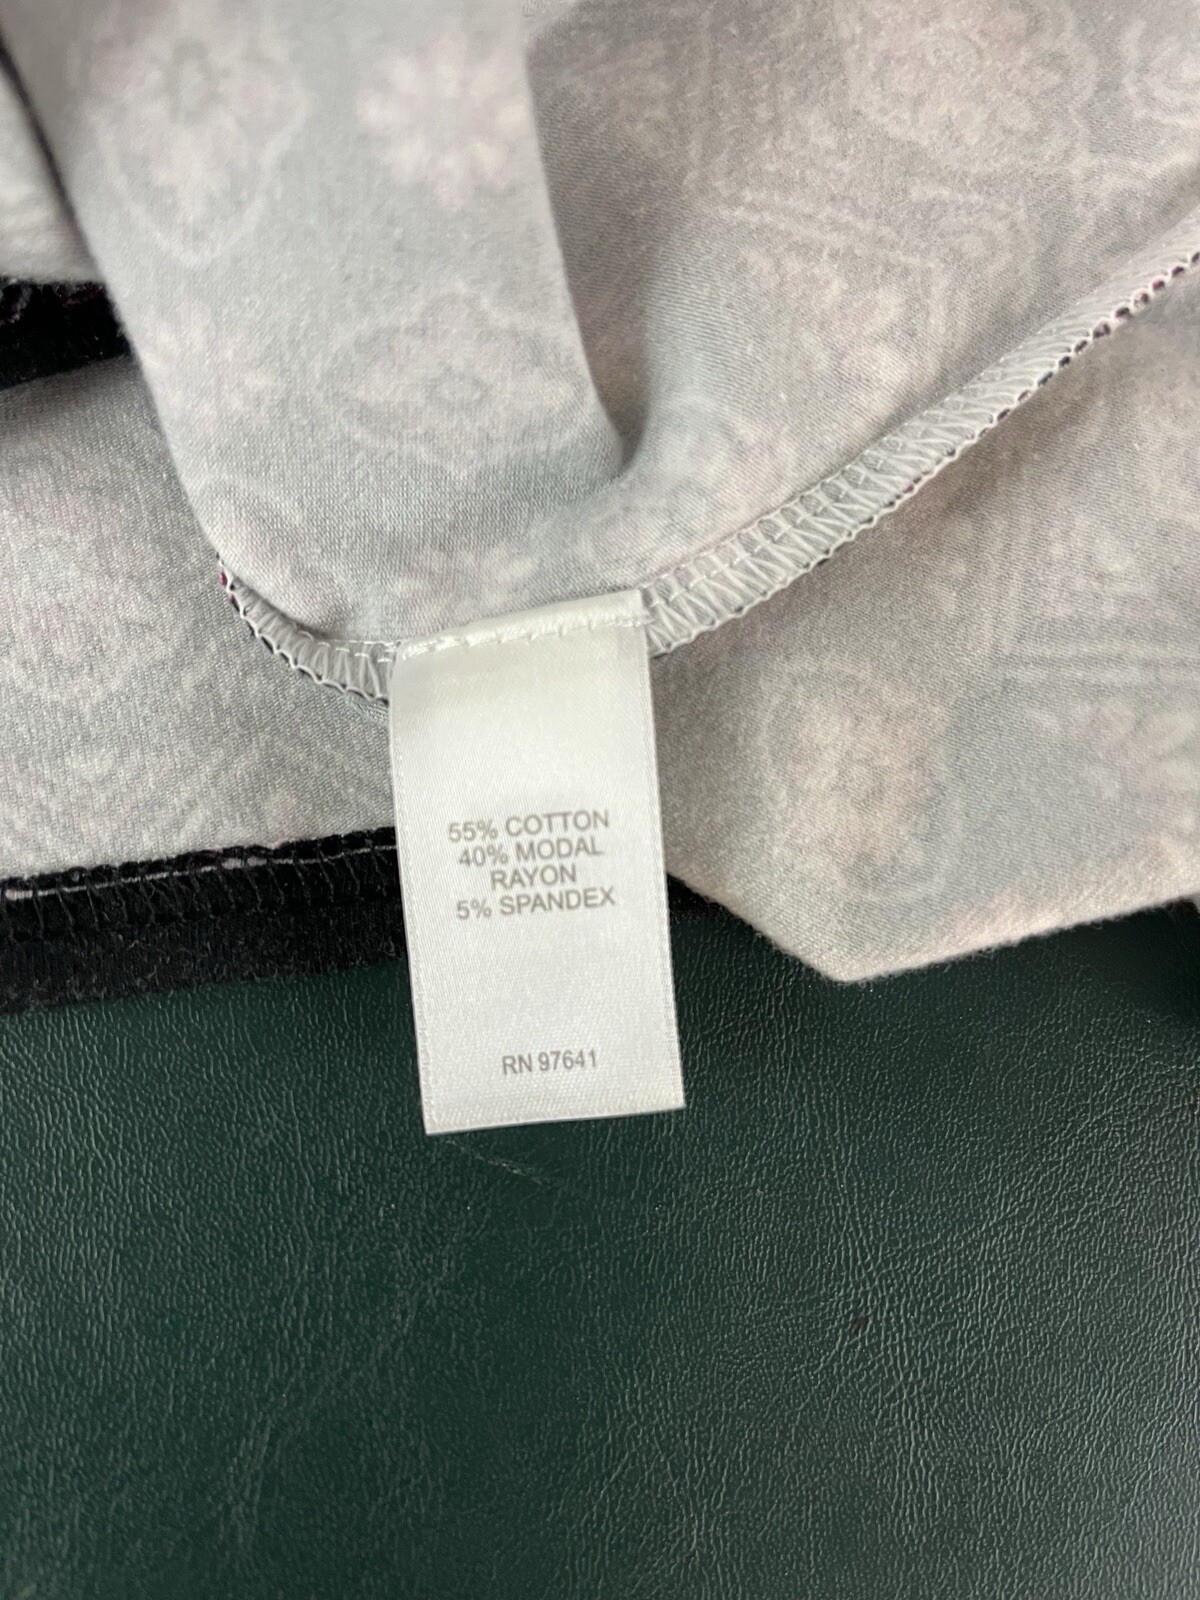 55% COTTON
40% MODAL
RAYON
5% SPANDEX
RN 97641